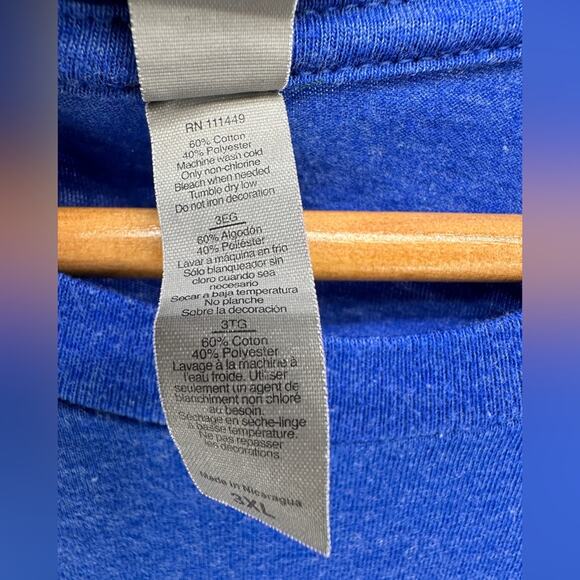 RN 111449
60% Cotton
40% Polyester
Machine wash cold
Only non-chlorine
Bleach when needed
Tumble dry low
Do not iron decoration
3EG
60% Algodón
40% Poliéster
Lavar a máquina en frio
Sólo blanqueador sin
cloro cuando sea
necesario
Secar a baja temperatura
No planche
Sobre la decoración
3TG
60% Coton
40% Polyester
Lavage à la machine à
l'eau froide. Utiliser
seulement un agent de
blanchiment non chloré
au besoin.
Séchage en sèche-linge
à basse température.
Ne pas repasser
les décorations.
Made in Nicaragua
3XL